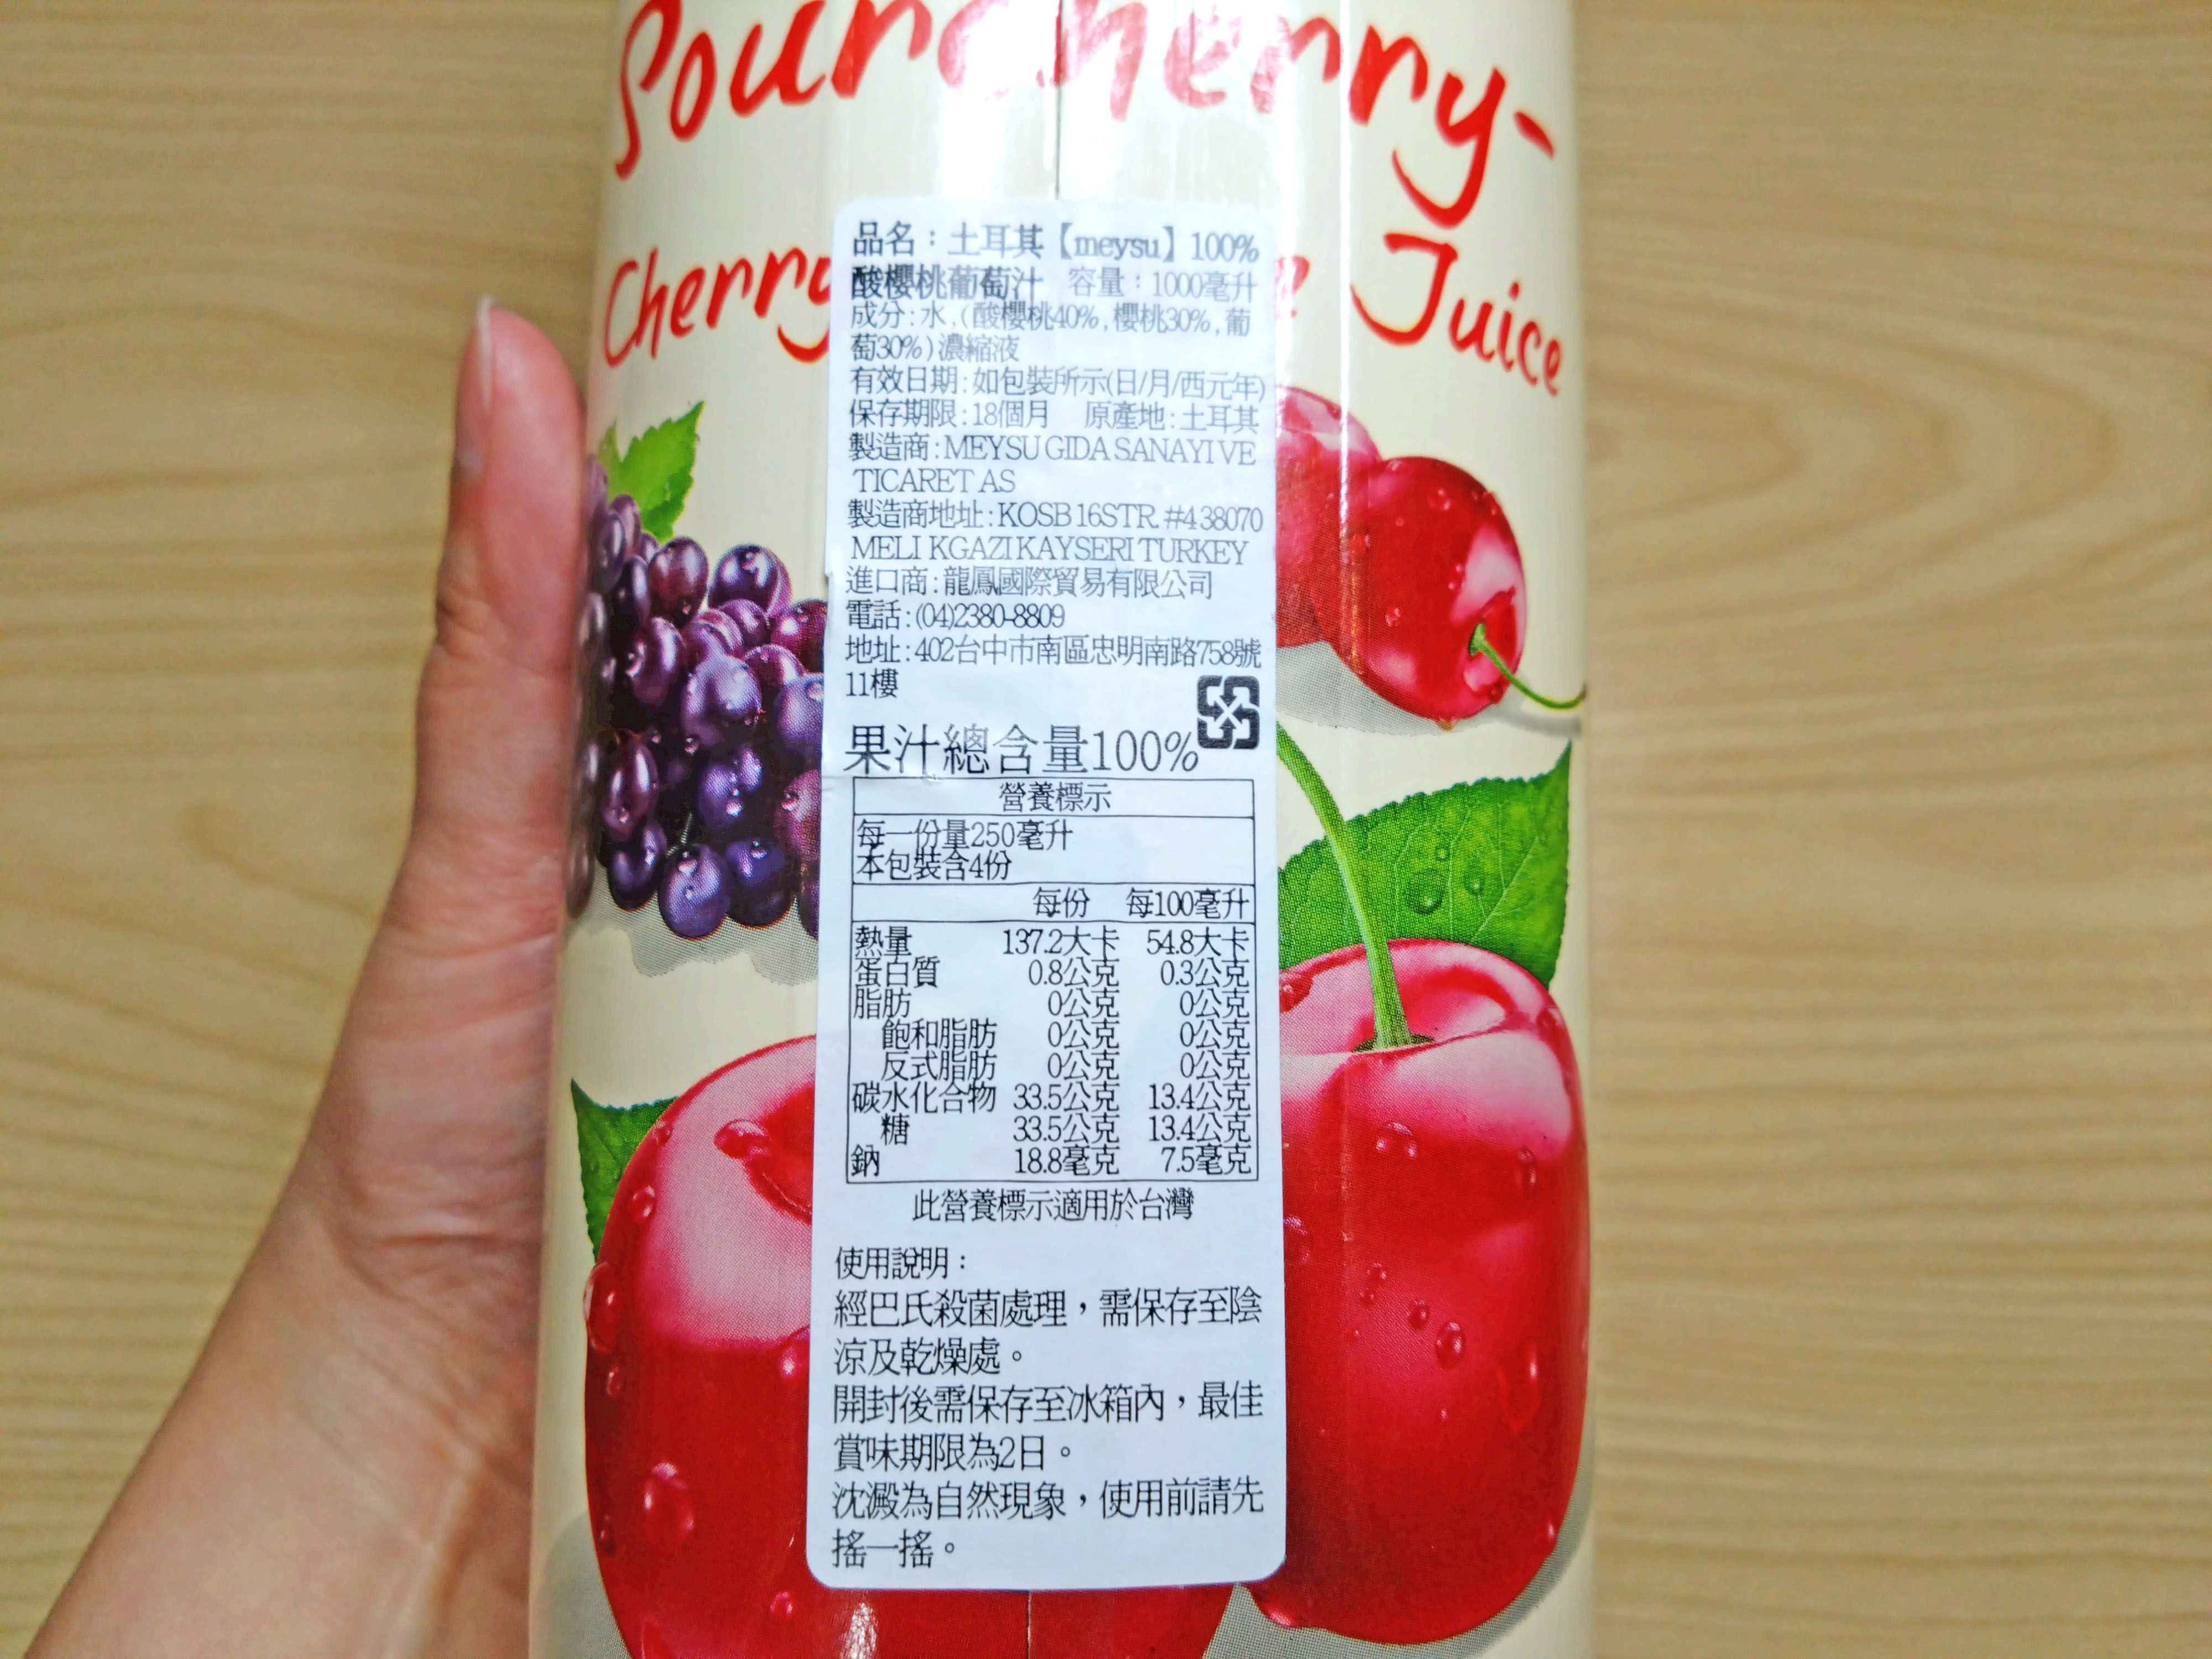 Sourcherry-
Cherry Juice
品名：土耳其【meysu】100%
酸櫻桃葡萄汁 容量：1000毫升
成分:水,(酸櫻桃40%,櫻桃30%,葡
萄30%)濃縮液
有效日期:如包裝所示(日/月/西元年)
保存期限:18個月 原產地:土耳其
製造商:MEYSU GIDA SANAYI VE
TICARET AS
製造商地址:KOSB 16STR. #4 38070
MELI KGAZI KAYSERI TURKEY
進口商:龍鳳國際貿易有限公司
電話:(04)2380-8809
地址:402台中市南區忠明南路758號
11樓
果汁總含量100%
營養標示
每一份量250毫升
本包裝含4份
每份 每100毫升
熱量 137.2大卡 54.8大卡
蛋白質 0.8公克 0.3公克
脂肪 0公克 0公克
飽和脂肪 0公克 0公克
反式脂肪 0公克 0公克
碳水化合物 33.5公克 13.4公克
糖 33.5公克 13.4公克
鈉 18.8毫克 7.5毫克
此營養標示適用於台灣
使用說明：
經巴氏殺菌處理，需保存至陰
涼及乾燥處。
開封後需保存至冰箱內，最佳
賞味期限為2日。
沈澱為自然現象，使用前請先
搖一搖。